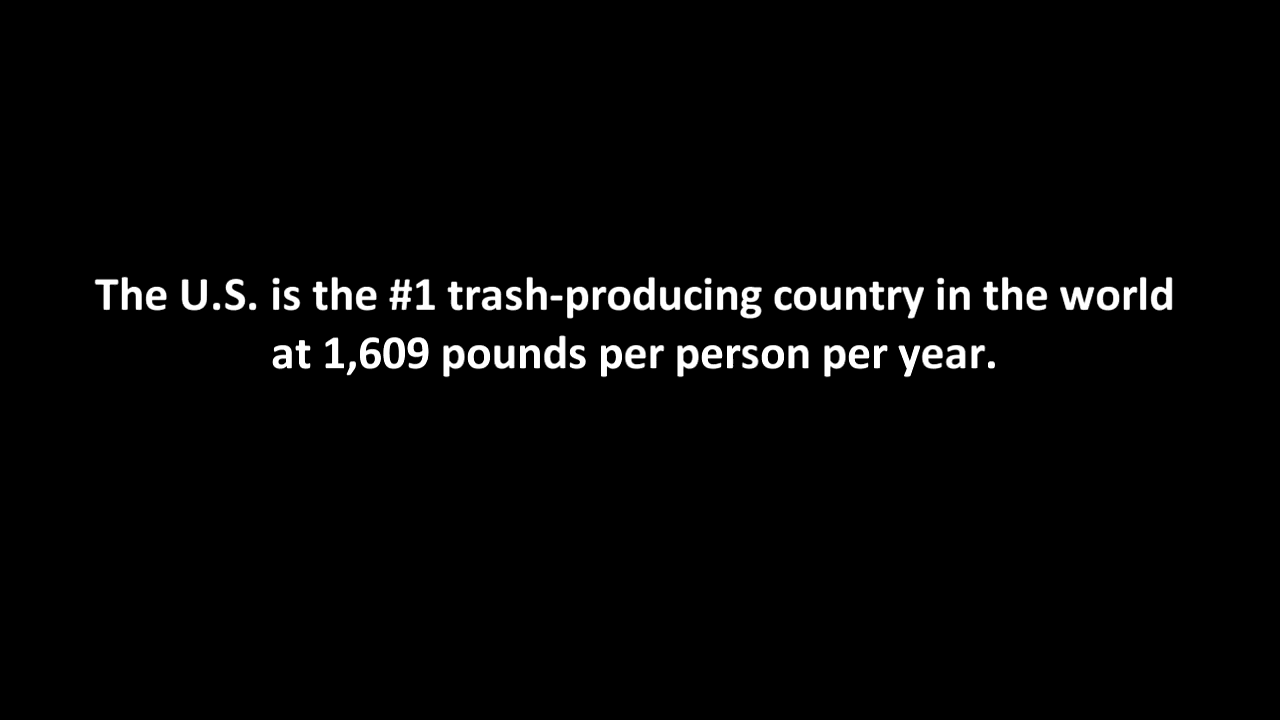 The U.S. is the #1 trash-producing country in the world
at 1,609 pounds per person per year.